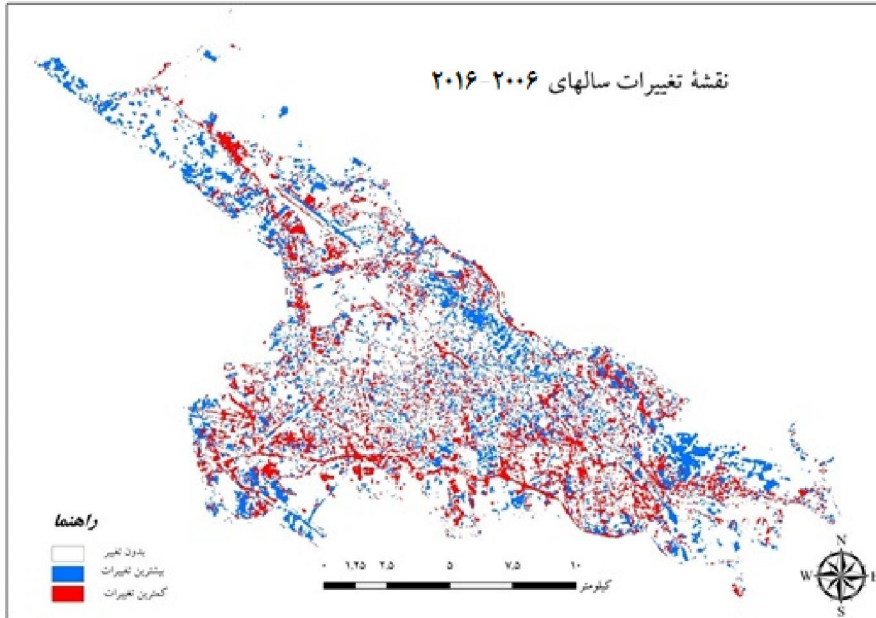 نقشهٔ تغییرات سالهای ۲۰۰۶-۲۰۱۶
راهنما
بدون تغییر
بیشترین تغییرات
کمترین تغییرات
۰ ۱.۲۵ ۲.۵ ۵ ۷.۵ ۱۰
کیلومتر
N
W E
S